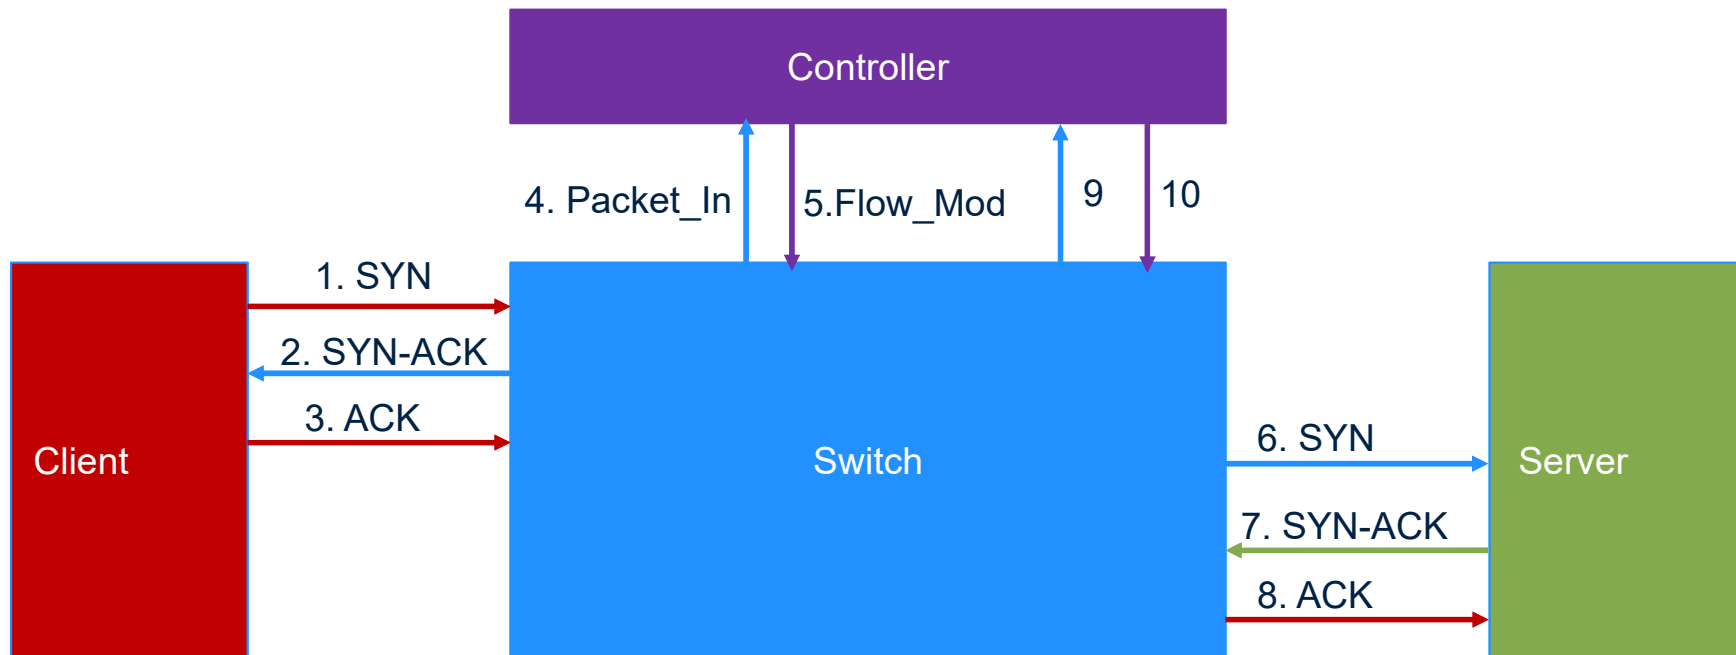 Controller
4. Packet_In
5.Flow_Mod
9
10
1. SYN
2. SYN-ACK
3. ACK
Client
Switch
6. SYN
Server
7. SYN-ACK
8. ACK